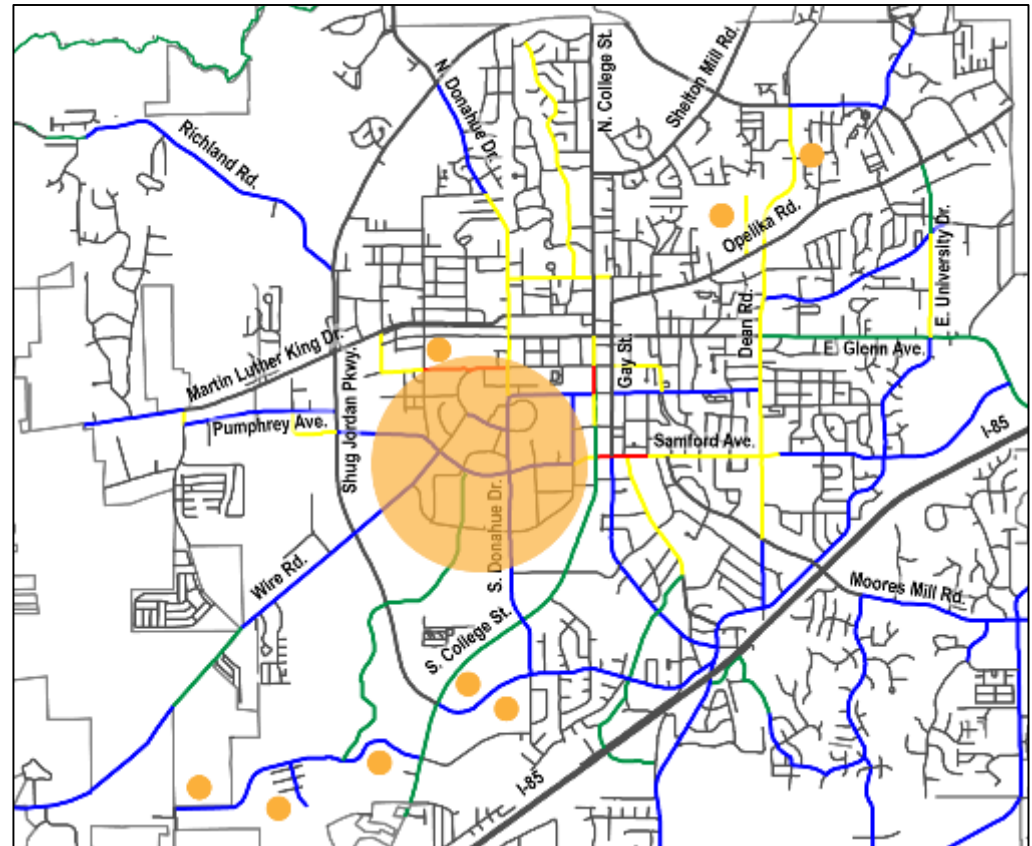 N. College St.
Shelton Mill Rd.
N. Donahue Dr.
Richland Rd.
Opelika Rd.
E. University Dr.
Dean Rd.
Martin Luther King Dr.
Shug Jordan Pkwy.
Gay St.
E. Glenn Ave.
Pumphrey Ave.
Samford Ave.
I-85
S. Donahue Dr.
Wire Rd.
Moores Mill Rd.
S. College St.
I-85